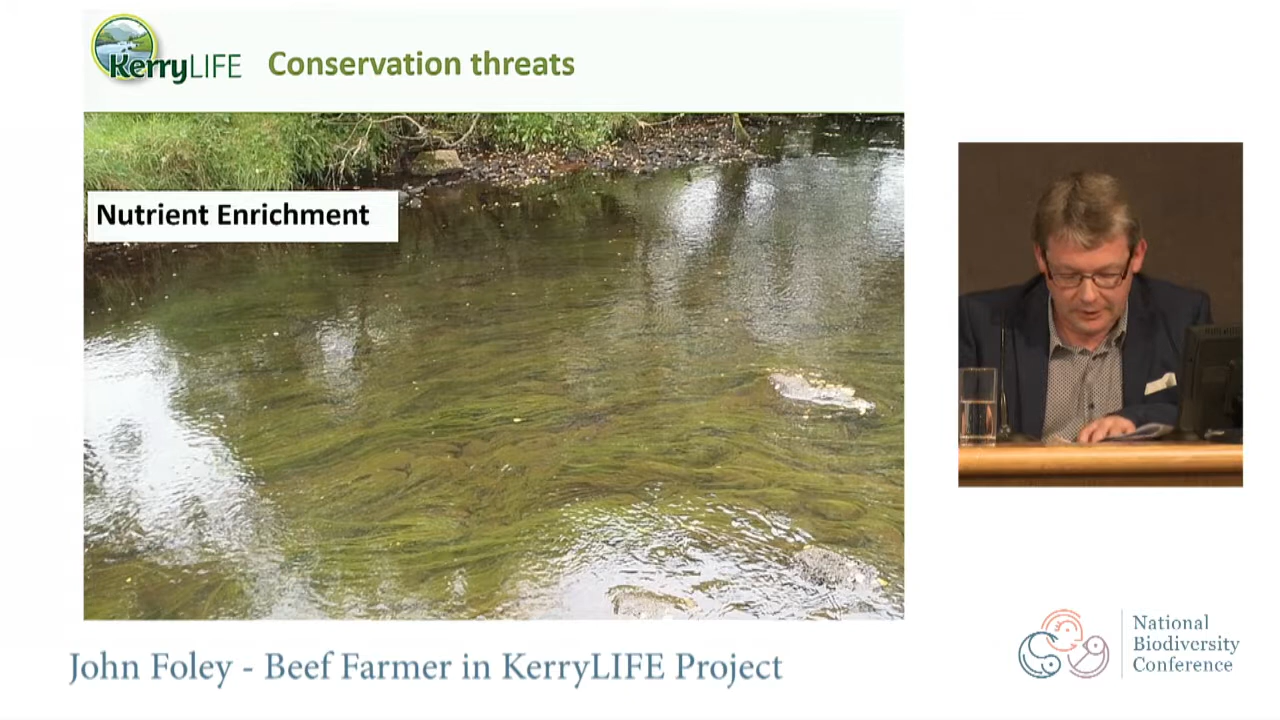 KerryLIFE
Conservation threats
Nutrient Enrichment
John Foley - Beef Farmer in KerryLIFE Project
National
Biodiversity
Conference